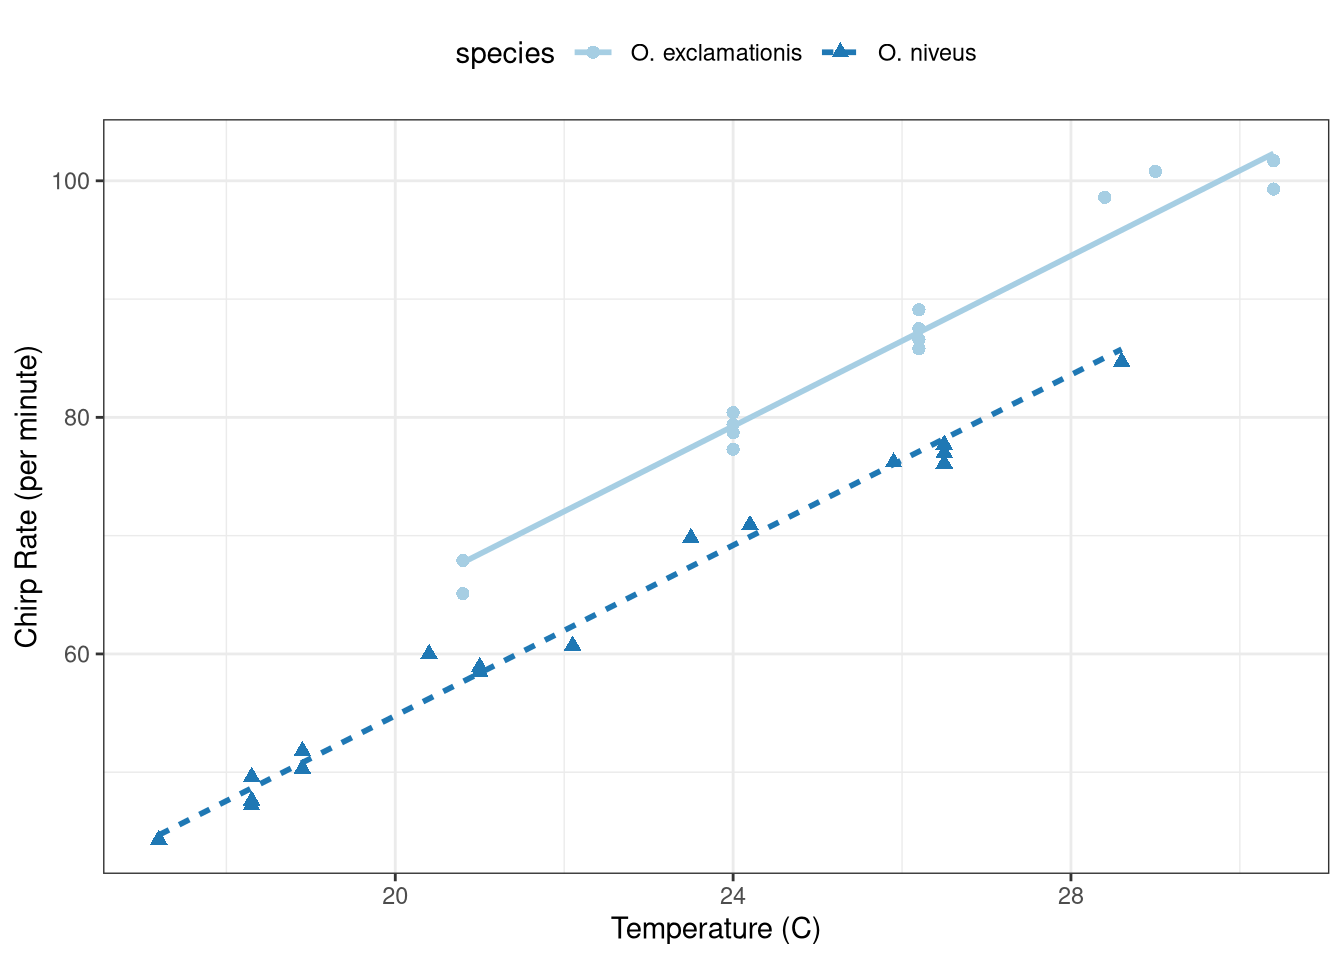 species O. exclamationis O. niveus
100
80
60
Chirp Rate (per minute)
20 24 28
Temperature (C)